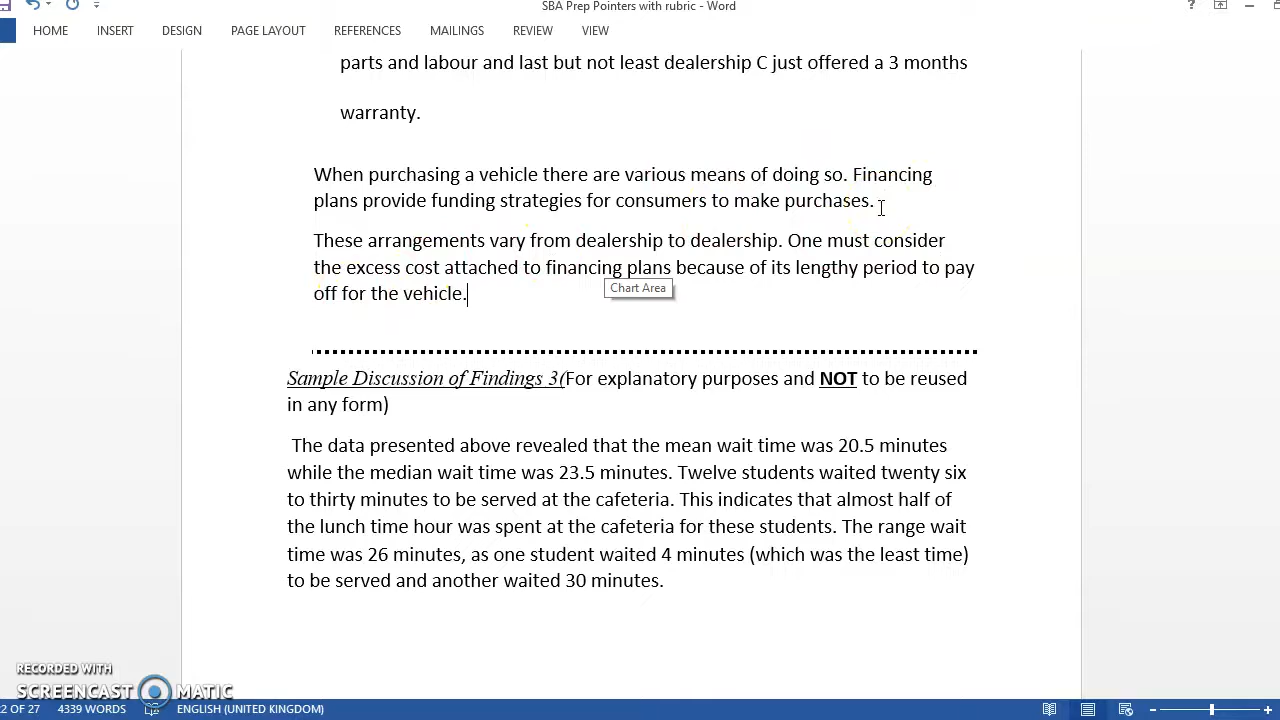 SBA Prep Pointers with rubric - Word
?
HOME INSERT DESIGN PAGE LAYOUT REFERENCES MAILINGS REVIEW VIEW
parts and labour and last but not least dealership C just offered a 3 months
warranty.
When purchasing a vehicle there are various means of doing so. Financing
plans provide funding strategies for consumers to make purchases.
These arrangements vary from dealership to dealership. One must consider
the excess cost attached to financing plans because of its lengthy period to pay
off for the vehicle.
Chart Area
Sample Discussion of Findings 3(For explanatory purposes and NOT to be reused
in any form)
The data presented above revealed that the mean wait time was 20.5 minutes
while the median wait time was 23.5 minutes. Twelve students waited twenty six
to thirty minutes to be served at the cafeteria. This indicates that almost half of
the lunch time hour was spent at the cafeteria for these students. The range wait
time was 26 minutes, as one student waited 4 minutes (which was the least time)
to be served and another waited 30 minutes.
RECORDED WITH
SCREENCAST MATIC
2 OF 27 4339 WORDS ENGLISH (UNITED KINGDOM)